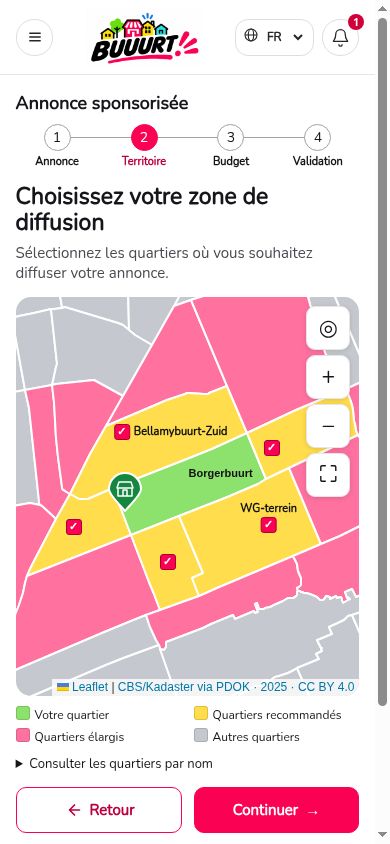 BUUURT!
FR
1
Annonce sponsorisée
1
2
3
4
Annonce
Territoire
Budget
Validation
Choisissez votre zone de
diffusion
Sélectionnez les quartiers où vous souhaitez
diffuser votre annonce.
Bellamybuurt-Zuid
Borgerbuurt
WG-terrein
+
−
Leaflet | CBS/Kadaster via PDOK · 2025 · CC BY 4.0
Votre quartier
Quartiers recommandés
Quartiers élargis
Autres quartiers
▶ Consulter les quartiers par nom
← Retour
Continuer →